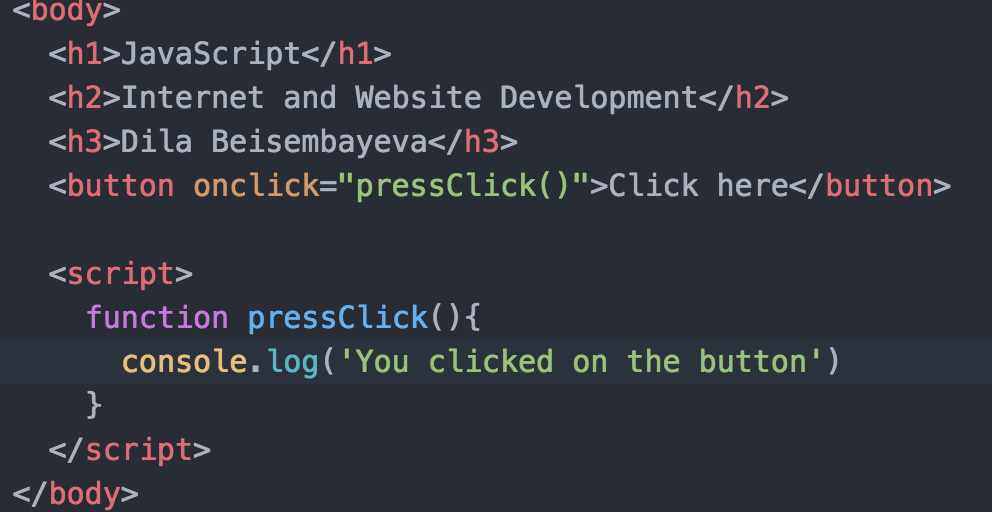 <body>
<h1>JavaScript</h1>
<h2>Internet and Website Development</h2>
<h3>Dila Beisembayeva</h3>
<button onclick="pressClick()">Click here</button>
<script>
function pressClick(){
console.log('You clicked on the button')
}
</script>
</body>